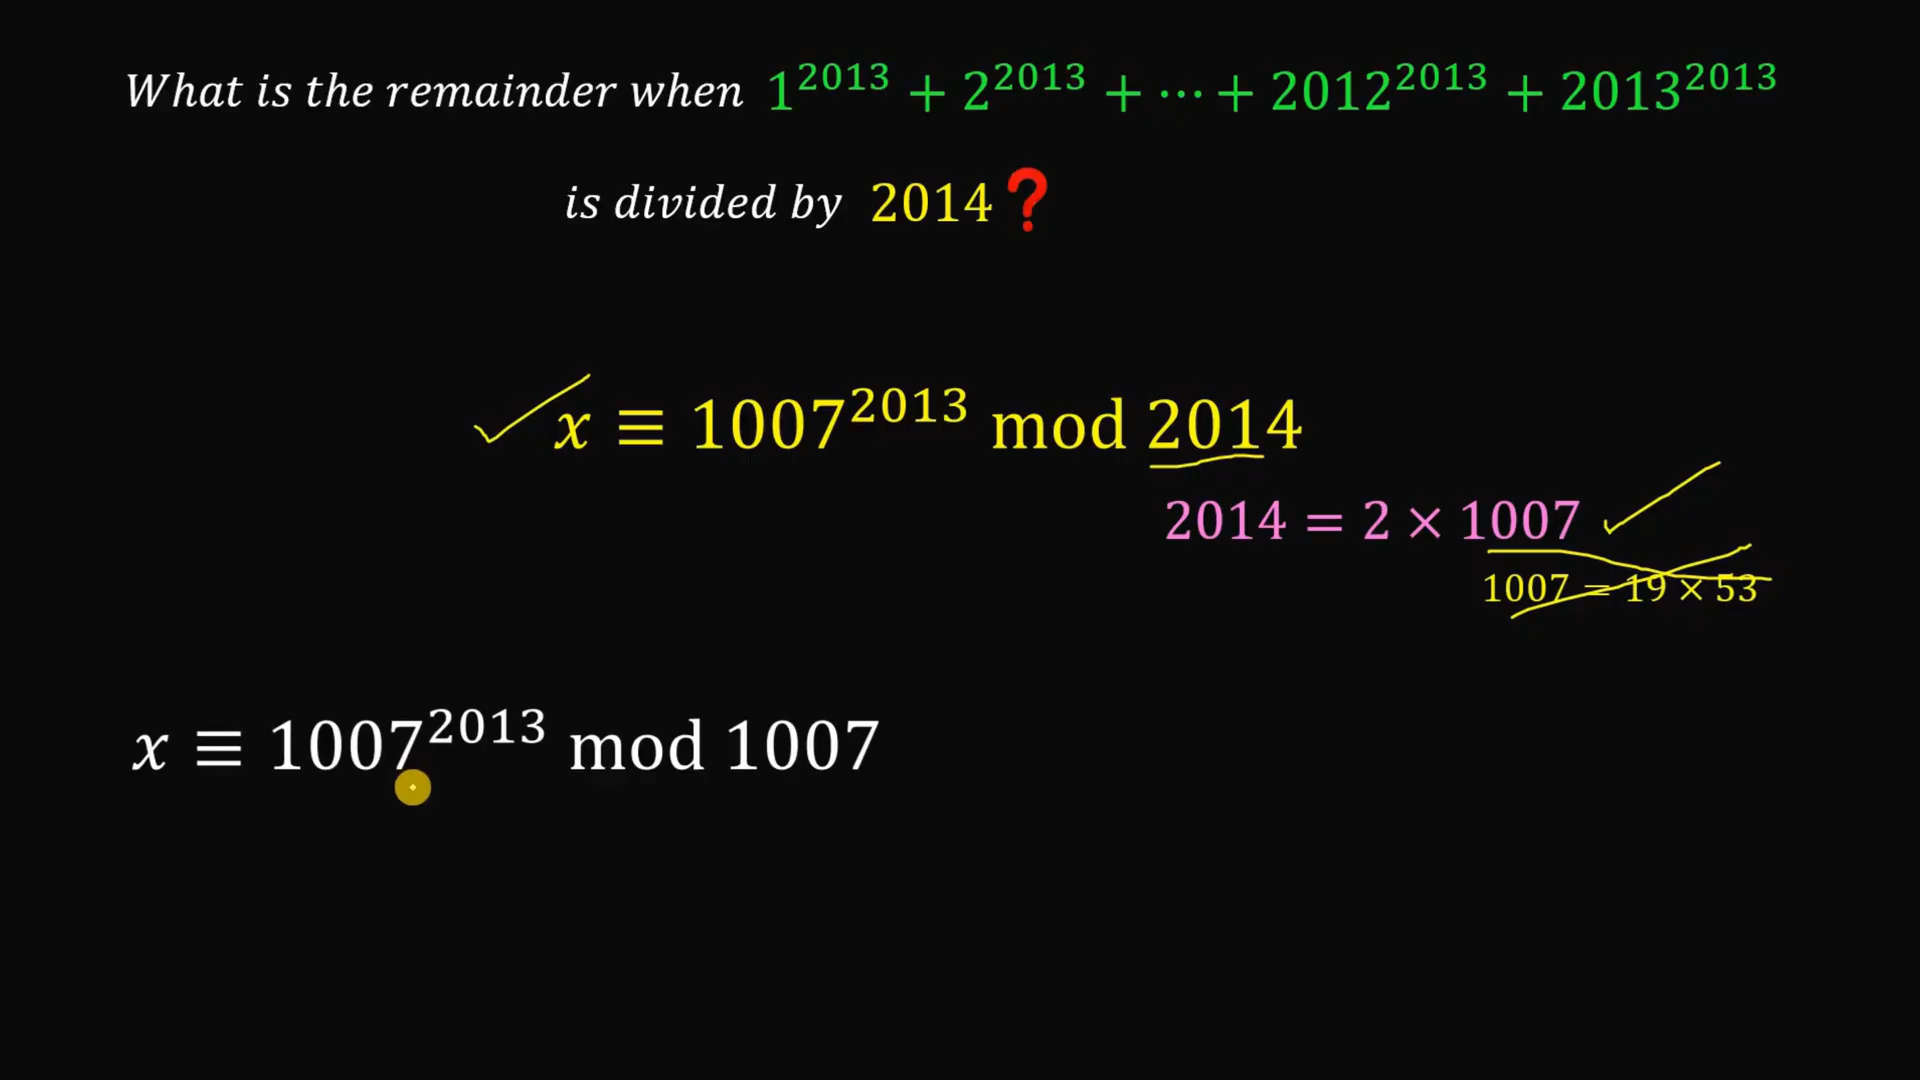 What is the remainder when 1^2013 + 2^2013 + ⋯ + 2012^2013 + 2013^2013
is divided by 2014❓
x ≡ 1007^2013 mod 2014
2014 = 2 × 1007
1007 = 19 × 53
x ≡ 1007^2013 mod 1007